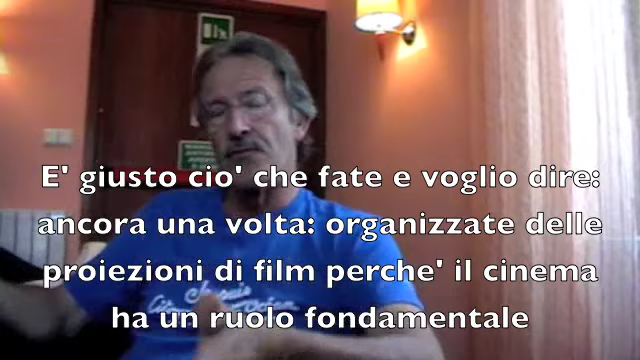 E' giusto cio' che fate e voglio dire:
ancora una volta: organizzate delle
proiezioni di film perche' il cinema
ha un ruolo fondamentale